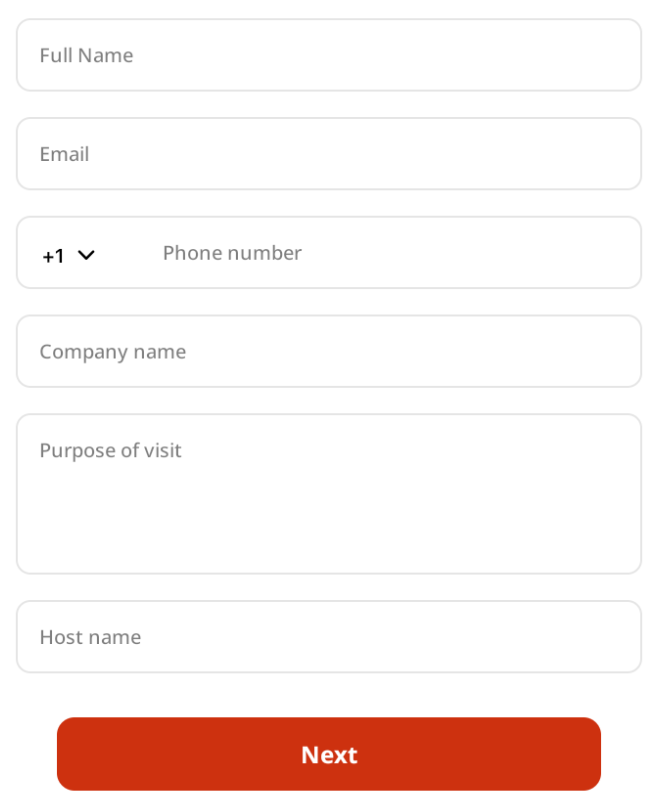 Full Name
Email
+1 Phone number
Company name
Purpose of visit
Host name
Next